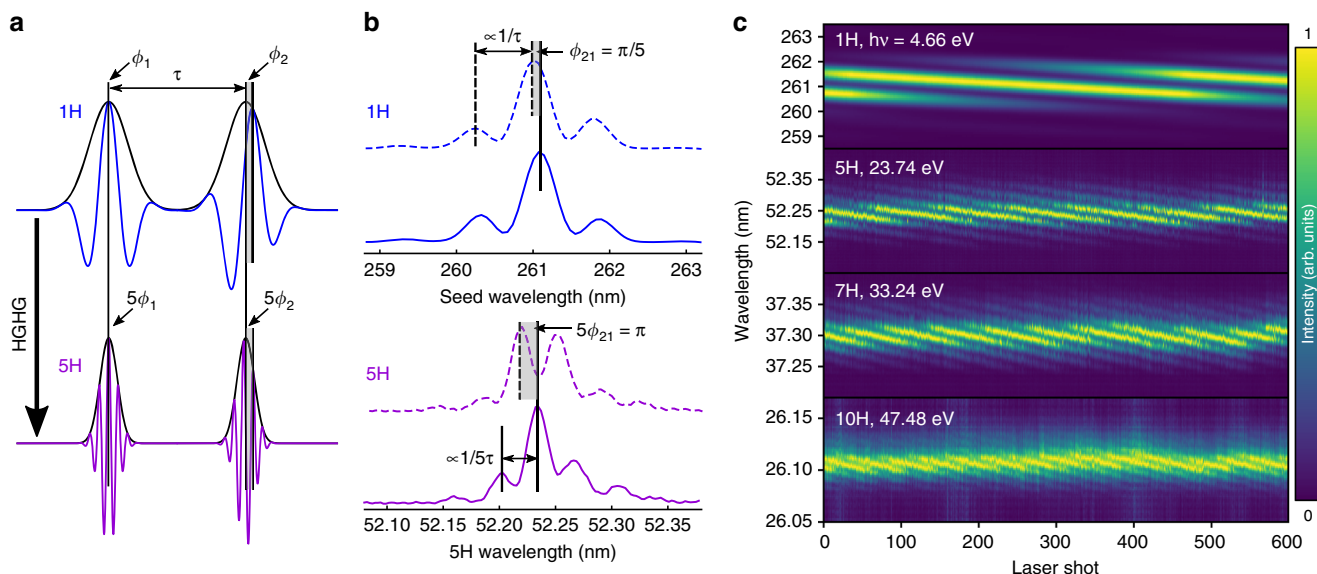 a
ϕ1
ϕ2
τ
1H
HGHG
5ϕ1
5ϕ2
5H
b
∝1/τ
ϕ21 = π/5
1H
259
260
261
262
263
Seed wavelength (nm)
5ϕ21 = π
5H
∝1/5τ
52.10
52.15
52.20
52.25
52.30
52.35
5H wavelength (nm)
c
1H, hν = 4.66 eV
263
262
261
260
259
5H, 23.74 eV
52.35
52.25
52.15
7H, 33.24 eV
37.35
37.30
37.25
10H, 47.48 eV
26.15
26.10
26.05
Wavelength (nm)
0
100
200
300
400
500
600
Laser shot
1
Intensity (arb. units)
0